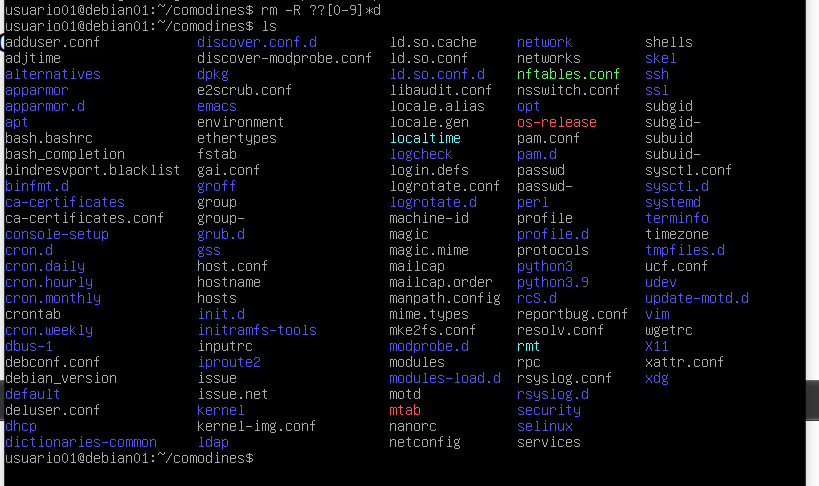 usuario01@debian01:~/comodines$ rm -R ??[0-9]*d
usuario01@debian01:~/comodines$ ls
adduser.conf discover.conf.d ld.so.cache network shells
adjtime discover-modprobe.conf ld.so.conf networks skel
alternatives dpkg ld.so.conf.d nftables.conf ssh
apparmor e2scrub.conf libaudit.conf nsswitch.conf ssl
apparmor.d emacs locale.alias opt subgid
apt environment locale.gen os-release subgid-
bash.bashrc ethertypes localtime pam.conf subuid
bash_completion fstab logcheck pam.d subuid-
bindresvport.blacklist gai.conf login.defs passwd sysctl.conf
binfmt.d groff logrotate.conf passwd- sysctl.d
ca-certificates group logrotate.d perl systemd
ca-certificates.conf group- machine-id profile terminfo
console-setup grub.d magic profile.d timezone
cron.d gss magic.mime protocols tmpfiles.d
cron.daily host.conf mailcap python3 ucf.conf
cron.hourly hostname mailcap.order python3.9 udev
cron.monthly hosts manpath.config rcS.d update-motd.d
crontab init.d mime.types reportbug.conf vim
cron.weekly initramfs-tools mke2fs.conf resolv.conf wgetrc
dbus-1 inputrc modprobe.d rmt X11
debconf.conf iproute2 modules rpc xattr.conf
debian_version issue modules-load.d rsyslog.conf xdg
default issue.net motd rsyslog.d
deluser.conf kernel mtab security
dhcp kernel-img.conf nanorc selinux
dictionaries-common ldap netconfig services
usuario01@debian01:~/comodines$